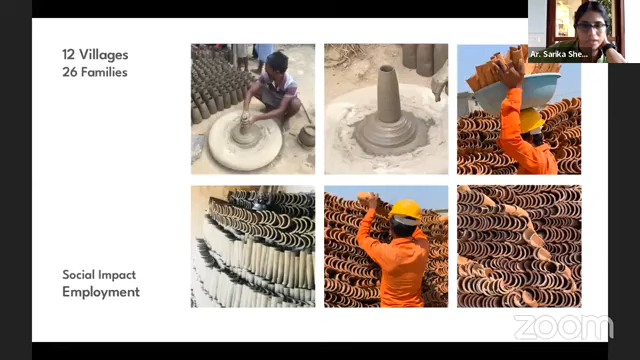 12 Villages
26 Families
Ar. Sarika She...
Social Impact
Employment
zoom